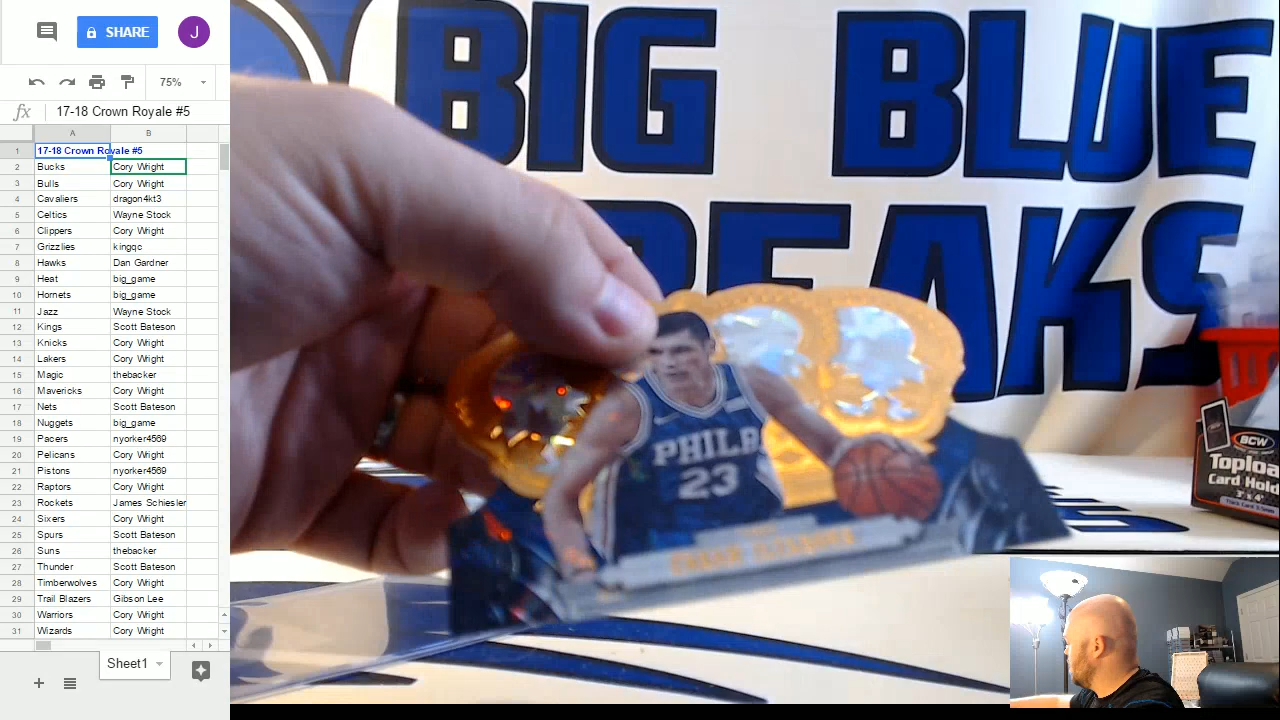 SHARE
J
75%
fx 17-18 Crown Royale #5
A B
1 17-18 Crown Royale #5
2 Bucks Cory Wright
3 Bulls Cory Wright
4 Cavaliers dragon4kt3
5 Celtics Wayne Stock
6 Clippers Cory Wright
7 Grizzlies kingqc
8 Hawks Dan Gardner
9 Heat big_game
10 Hornets big_game
11 Jazz Wayne Stock
12 Kings Scott Bateson
13 Knicks Cory Wright
14 Lakers Cory Wright
15 Magic thebacker
16 Mavericks Cory Wright
17 Nets Scott Bateson
18 Nuggets big_game
19 Pacers nyorker4569
20 Pelicans Cory Wright
21 Pistons nyorker4569
22 Raptors Cory Wright
23 Rockets James Schiesler
24 Sixers Cory Wright
25 Spurs Scott Bateson
26 Suns thebacker
27 Thunder Scott Bateson
28 Timberwolves Cory Wright
29 Trail Blazers Gibson Lee
30 Warriors Cory Wright
31 Wizards Cory Wright
Sheet1
BIG BLUE
BREAKS
PHIL
23
BCW
Toploa
Card Hold
3" x 4"